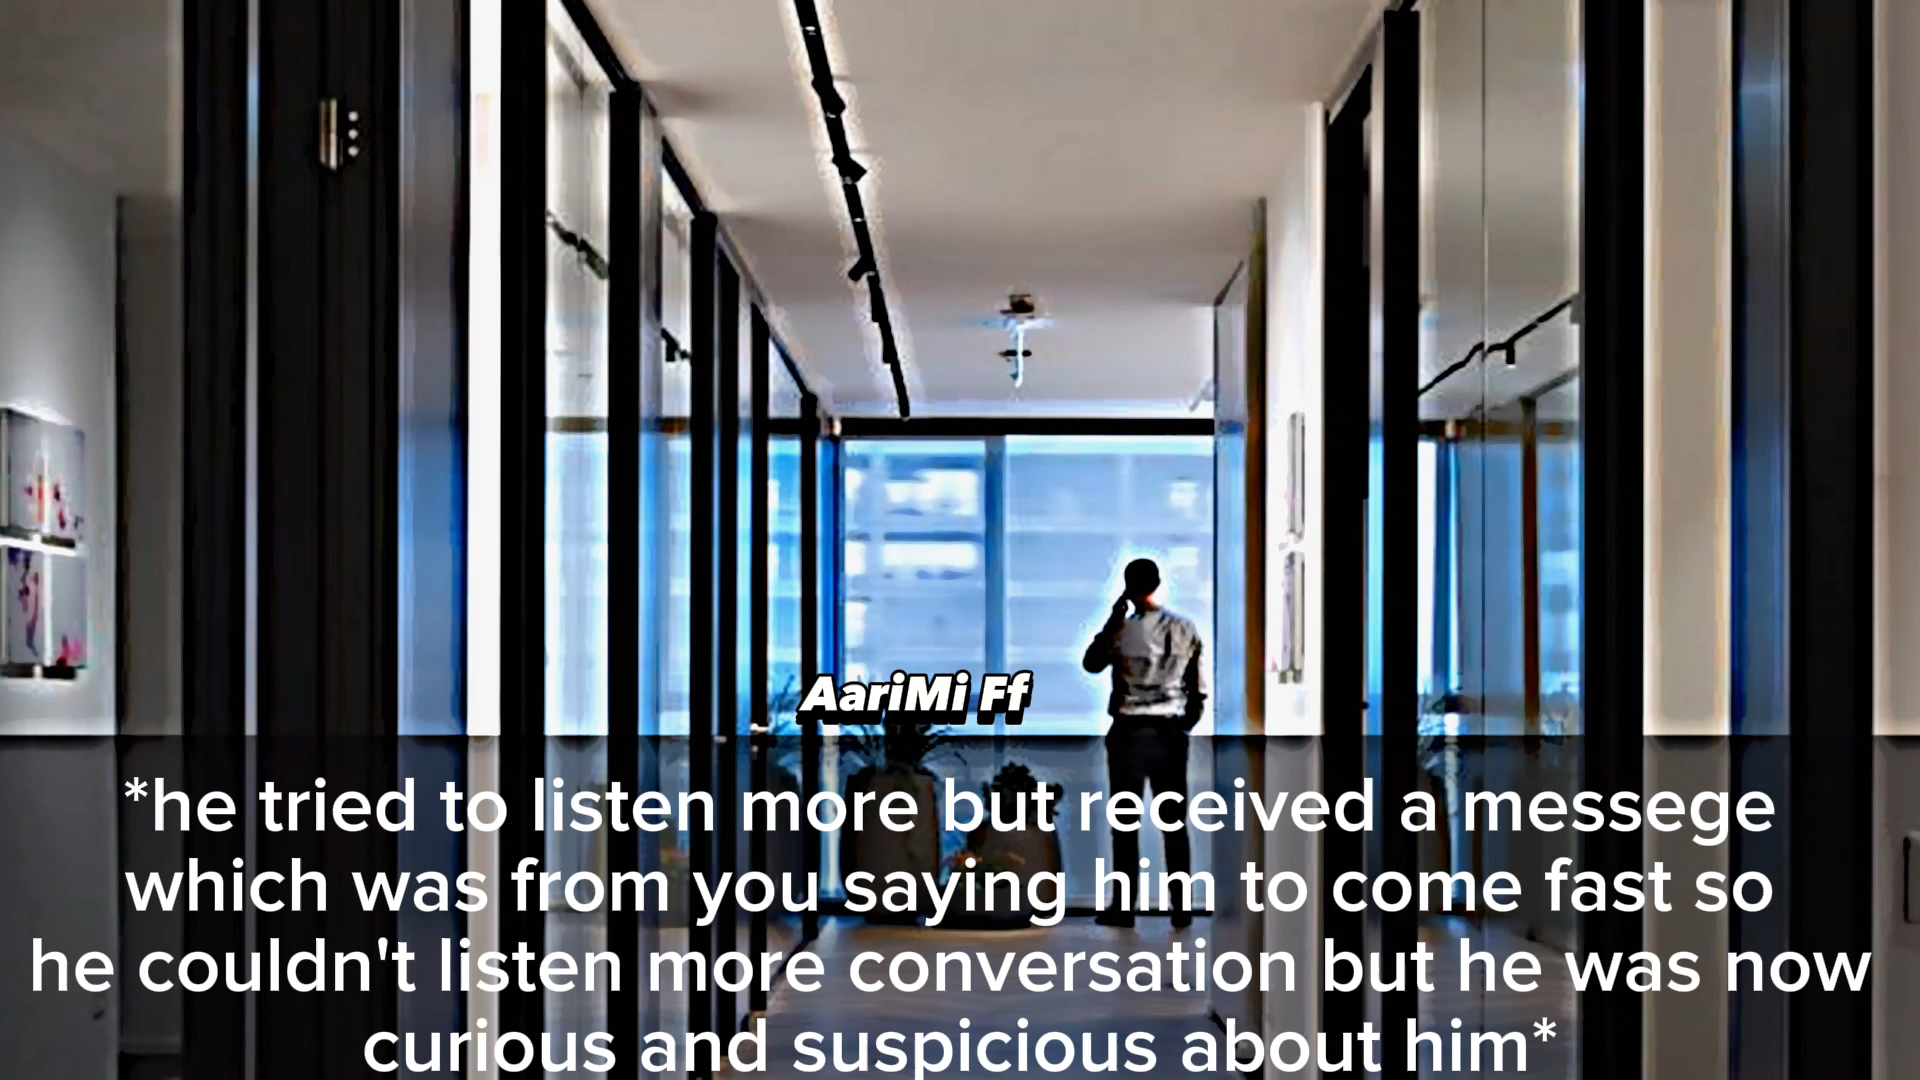 AariMi Ff
*he tried to listen more but received a messege
which was from you saying him to come fast so
he couldn't listen more conversation but he was now
curious and suspicious about him*